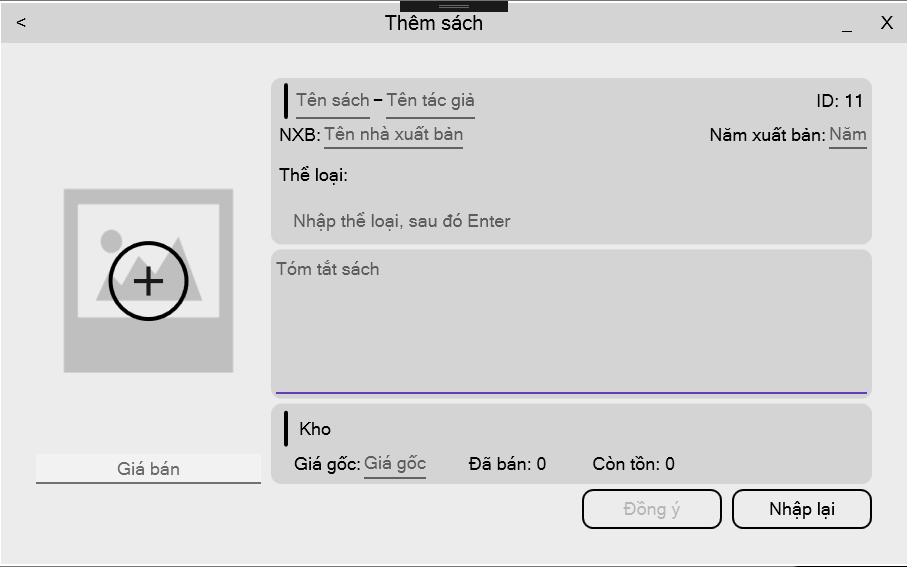 < Thêm sách _ X
Tên sách - Tên tác giả ID: 11
NXB: Tên nhà xuất bản Năm xuất bản: Năm
Thể loại:
Nhập thể loại, sau đó Enter
Tóm tắt sách
Kho
Giá bán
Giá gốc: Giá gốc Đã bán: 0 Còn tồn: 0
Đồng ý Nhập lại